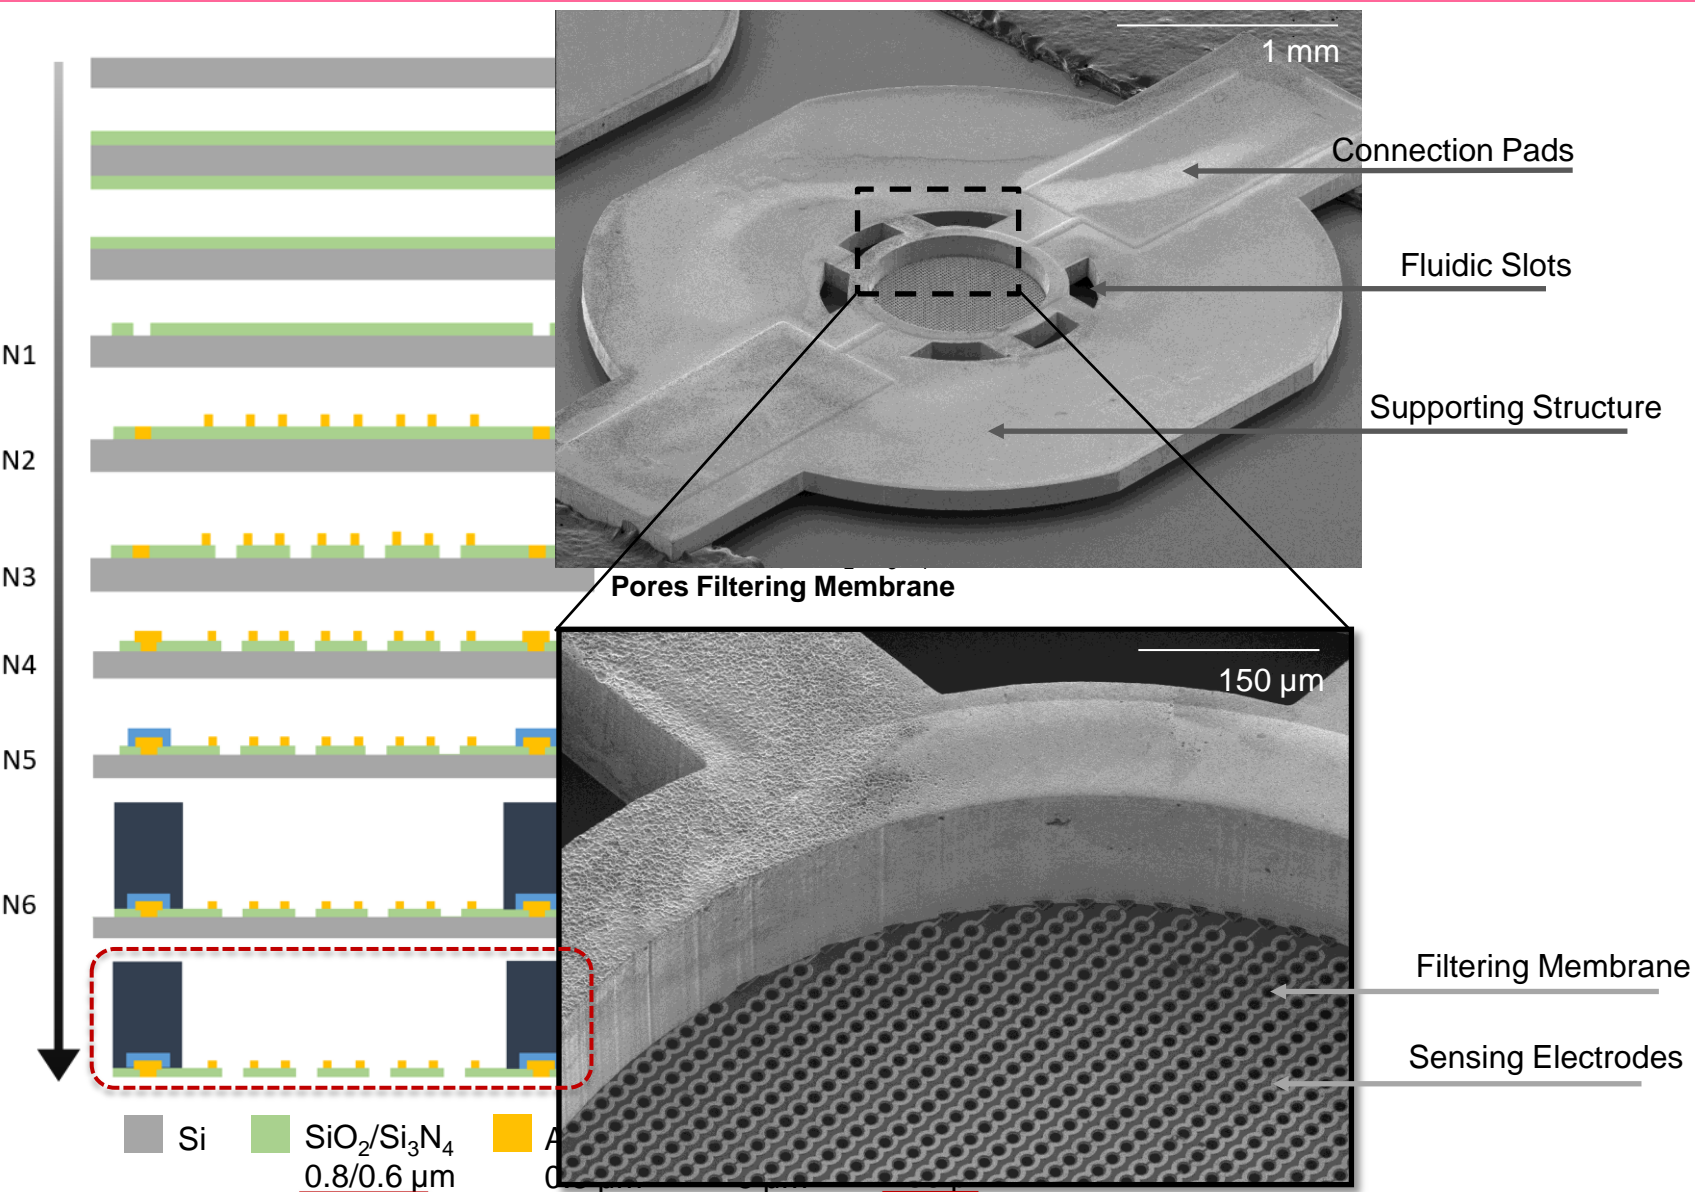 1 mm
Connection Pads
Fluidic Slots
N1
Supporting Structure
N2
N3
Pores Filtering Membrane
N4
150 µm
N5
N6
Filtering Membrane
Sensing Electrodes
Si
SiO₂/Si₃N₄
0.8/0.6 µm